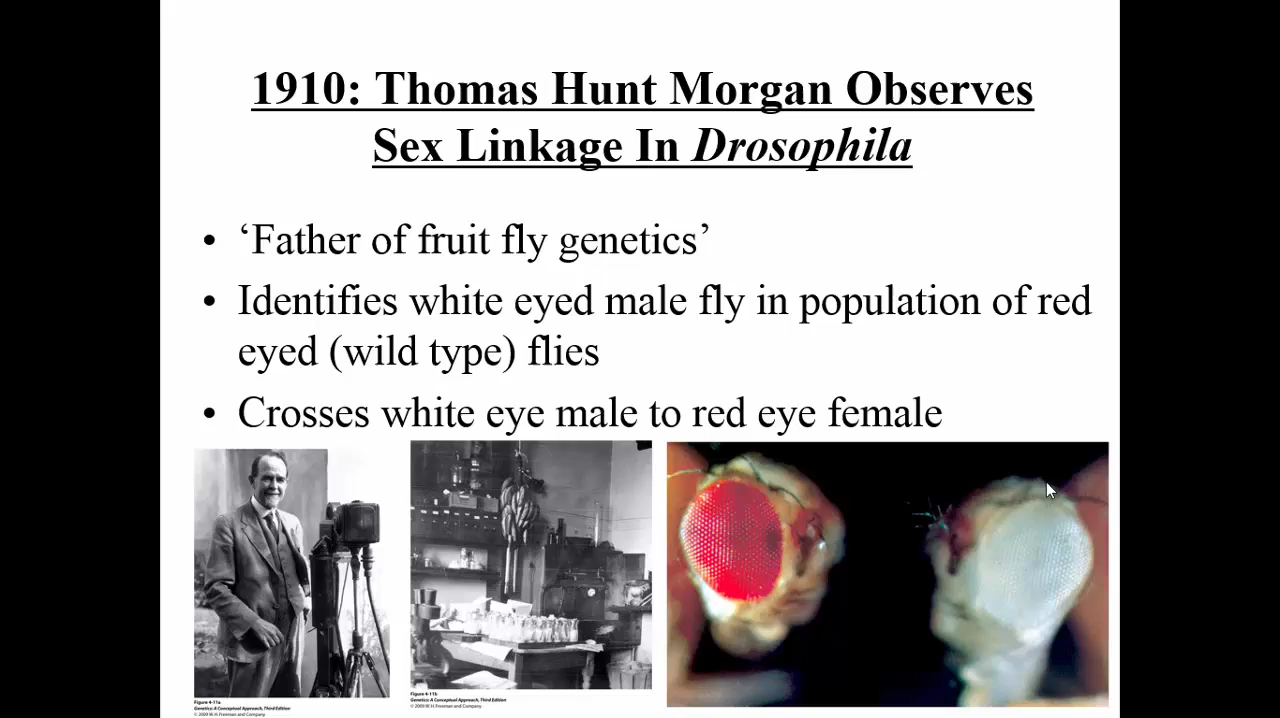 1910: Thomas Hunt Morgan Observes
Sex Linkage In Drosophila
• ‘Father of fruit fly genetics’
• Identifies white eyed male fly in population of red
eyed (wild type) flies
• Crosses white eye male to red eye female
Figure 4-11a
Genetics: A Conceptual Approach, Third Edition
© 2009 W. H. Freeman and Company
Figure 4-11b
Genetics: A Conceptual Approach, Third Edition
© 2009 W. H. Freeman and Company